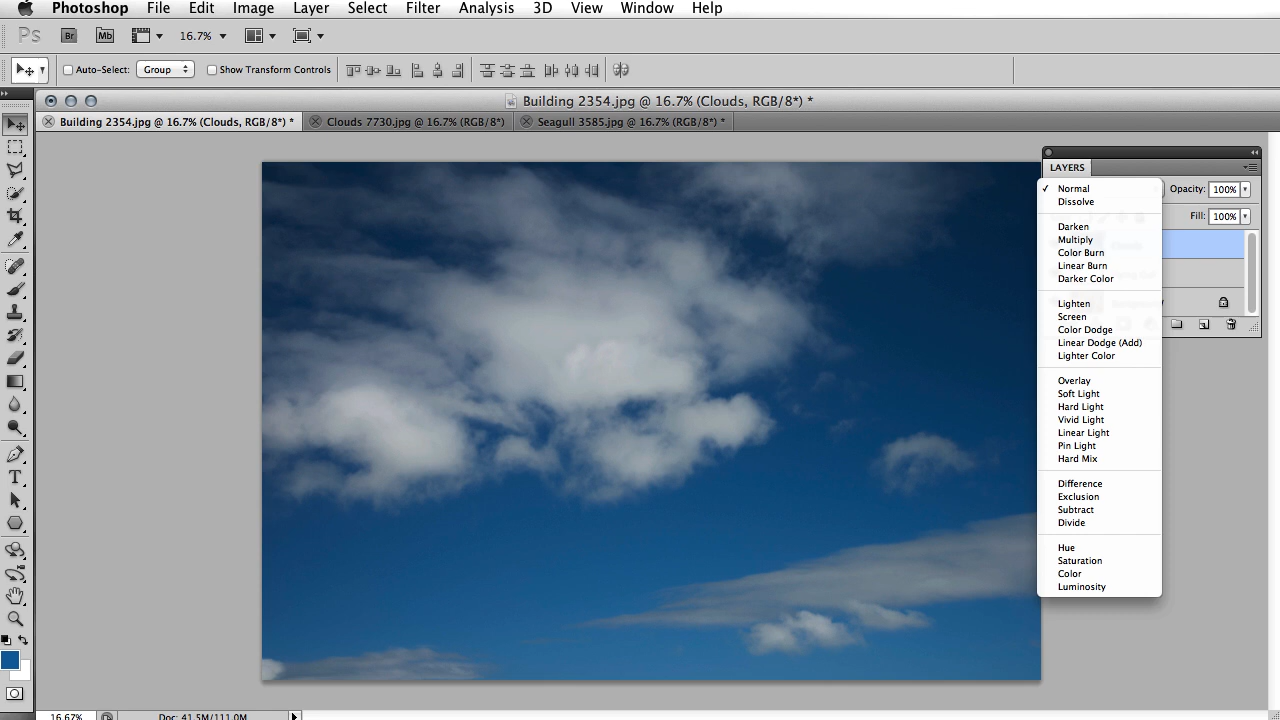 Photoshop File Edit Image Layer Select Filter Analysis 3D View Window Help
Ps Br Mb 16.7%
Auto-Select: Group Show Transform Controls
Building 2354.jpg @ 16.7% (Clouds, RGB/8*) *
Building 2354.jpg @ 16.7% (Clouds, RGB/8*) * Clouds 7730.jpg @ 16.7% (RGB/8*) Seagull 3585.jpg @ 16.7% (RGB/8*) *
LAYERS
✓ Normal Opacity: 100%
Dissolve
Fill: 100%
Darken
Multiply
Color Burn
Linear Burn
Darker Color
Lighten
Screen
Color Dodge
Linear Dodge (Add)
Lighter Color
Overlay
Soft Light
Hard Light
Vivid Light
Linear Light
Pin Light
Hard Mix
Difference
Exclusion
Subtract
Divide
Hue
Saturation
Color
Luminosity
16.67% Doc: 41.5M/111.0M